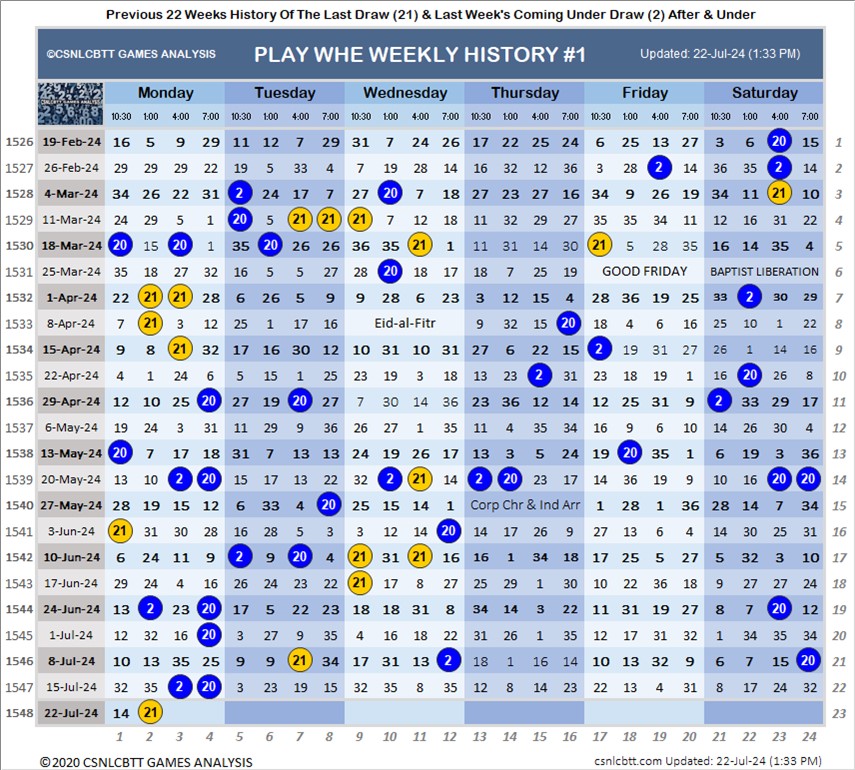 Previous 22 Weeks History Of The Last Draw (21) & Last Week's Coming Under Draw (2) After & Under
©CSNLCBTT GAMES ANALYSIS PLAY WHE WEEKLY HISTORY #1 Updated: 22-Jul-24 (1:33 PM)
Monday Tuesday Wednesday Thursday Friday Saturday
10:30 1:00 4:00 7:00 10:30 1:00 4:00 7:00 10:30 1:00 4:00 7:00 10:30 1:00 4:00 7:00 10:30 1:00 4:00 7:00 10:30 1:00 4:00 7:00
1526 19-Feb-24 16 5 9 29 11 12 7 29 31 7 24 26 17 22 25 24 6 25 13 27 3 6 20 15 1
1527 26-Feb-24 29 29 29 22 19 5 33 4 7 19 28 14 16 3 12 36 3 28 2 14 36 35 2 14 2
1528 4-Mar-24 34 26 22 31 2 24 17 7 27 20 7 18 27 23 27 16 34 9 26 19 34 11 21 10 3
1529 11-Mar-24 24 29 5 1 20 5 21 21 21 7 12 18 11 32 29 27 35 35 34 11 12 16 31 22 4
1530 18-Mar-24 20 15 3 1 35 20 26 26 36 35 21 1 11 31 14 30 21 5 28 35 16 14 35 4 5
1531 25-Mar-24 35 18 27 32 16 5 5 27 28 20 18 17 18 7 25 19 GOOD FRIDAY BAPTIST LIBERATION 6
1532 1-Apr-24 22 21 21 28 6 26 5 9 9 28 6 23 3 12 15 4 28 36 19 25 33 2 30 29 7
1533 8-Apr-24 7 21 3 12 25 1 17 16 Eid-al-Fitr 9 32 15 20 18 4 6 16 25 10 1 22 8
1534 15-Apr-24 9 8 21 32 17 16 30 12 10 31 10 31 27 6 22 15 2 19 31 27 26 1 14 16 9
1535 22-Apr-24 4 1 24 6 5 15 1 25 23 19 3 18 13 23 2 31 12 18 19 1 16 20 26 8 10
1536 29-Apr-24 12 10 25 20 27 19 20 27 7 30 14 36 23 36 12 14 12 25 31 9 2 33 29 17 11
1537 6-May-24 19 24 3 31 11 29 9 36 26 27 1 35 11 4 35 34 16 9 6 10 14 26 30 4 12
1538 13-May-24 20 7 17 18 31 7 13 13 24 19 26 17 13 3 5 24 19 20 35 1 6 19 3 36 13
1539 20-May-24 13 10 2 20 15 17 13 22 32 2 21 14 2 20 23 17 14 36 19 9 10 16 20 20 14
1540 27-May-24 28 19 15 12 6 33 4 20 25 15 14 1 Corp Chr & Ind Arr 1 28 1 36 28 14 7 34 15
1541 3-Jun-24 21 31 30 28 16 28 5 3 3 12 14 20 14 17 26 9 27 13 6 4 14 30 25 31 16
1542 10-Jun-24 6 24 11 9 2 9 20 4 21 31 21 16 16 1 34 18 17 25 5 27 5 32 3 10 17
1543 17-Jun-24 29 24 4 16 26 24 23 22 21 17 8 27 25 29 1 30 10 22 36 18 9 27 27 24 18
1544 24-Jun-24 13 2 23 20 17 5 22 23 18 18 31 8 34 14 3 22 11 31 19 27 8 7 20 12 19
1545 1-Jul-24 12 32 16 20 3 27 9 35 4 16 18 22 31 26 1 35 12 17 31 32 1 34 35 34 20
1546 8-Jul-24 10 13 35 25 9 9 21 34 17 31 13 2 18 1 16 14 10 13 32 9 6 7 15 20 21
1547 15-Jul-24 32 35 2 20 3 23 19 15 32 35 8 35 12 8 14 23 22 13 4 31 8 17 24 32 22
1548 22-Jul-24 14 21 23
1 2 3 4 5 6 7 8 9 10 11 12 13 14 15 16 17 18 19 20 21 22 23 24
©2020 CSNLCBTT GAMES ANALYSIS csnlcbtt.com Updated: 22-Jul-24 (1:33 PM)